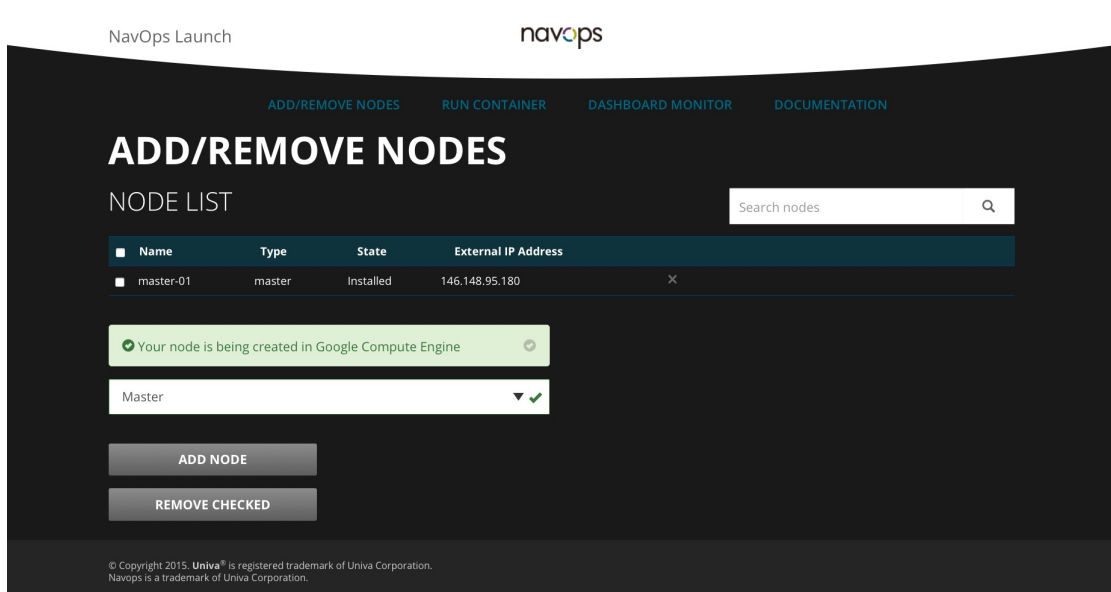 NavOps Launch
navops
ADD/REMOVE NODES RUN CONTAINER DASHBOARD MONITOR DOCUMENTATION
ADD/REMOVE NODES
NODE LIST
Search nodes
Name Type State External IP Address
master-01 master Installed 146.148.95.180
Your node is being created in Google Compute Engine
Master
ADD NODE
REMOVE CHECKED
© Copyright 2015. Univa® is registered trademark of Univa Corporation.
Navops is a trademark of Univa Corporation.